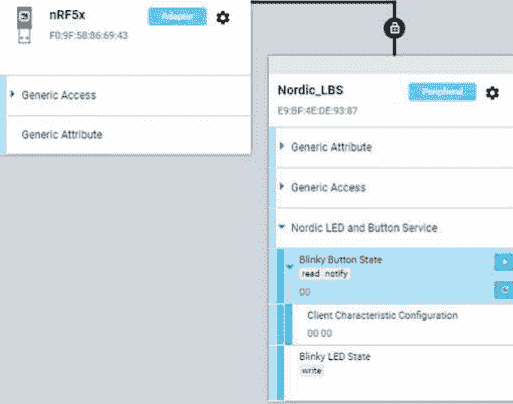 nRF5x
Adapter
F0:9F:58:86:69:43
Generic Access
Generic Attribute
Nordic_LBS
Peripheral
E9:BF:4E:DE:93:87
Generic Attribute
Generic Access
Nordic LED and Button Service
Blinky Button State
read notify
00
Client Characteristic Configuration
00 00
Blinky LED State
write